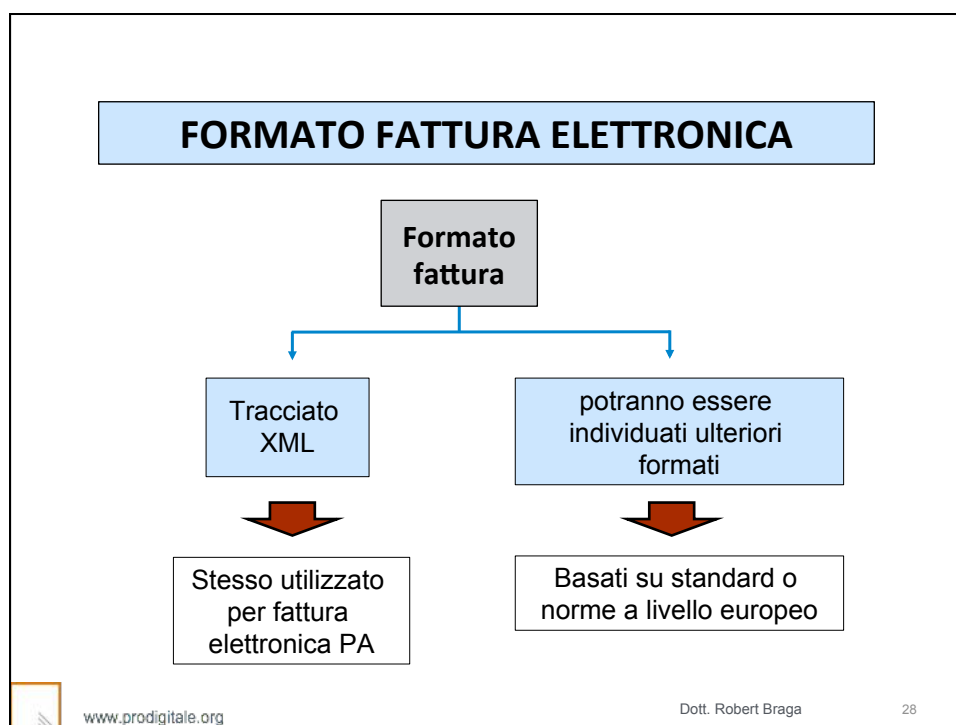 FORMATO FATTURA ELETTRONICA
Formato
fattura
Tracciato
XML
potranno essere
individuati ulteriori
formati
Stesso utilizzato
per fattura
elettronica PA
Basati su standard o
norme a livello europeo
www.prodigitale.org
Dott. Robert Braga
28